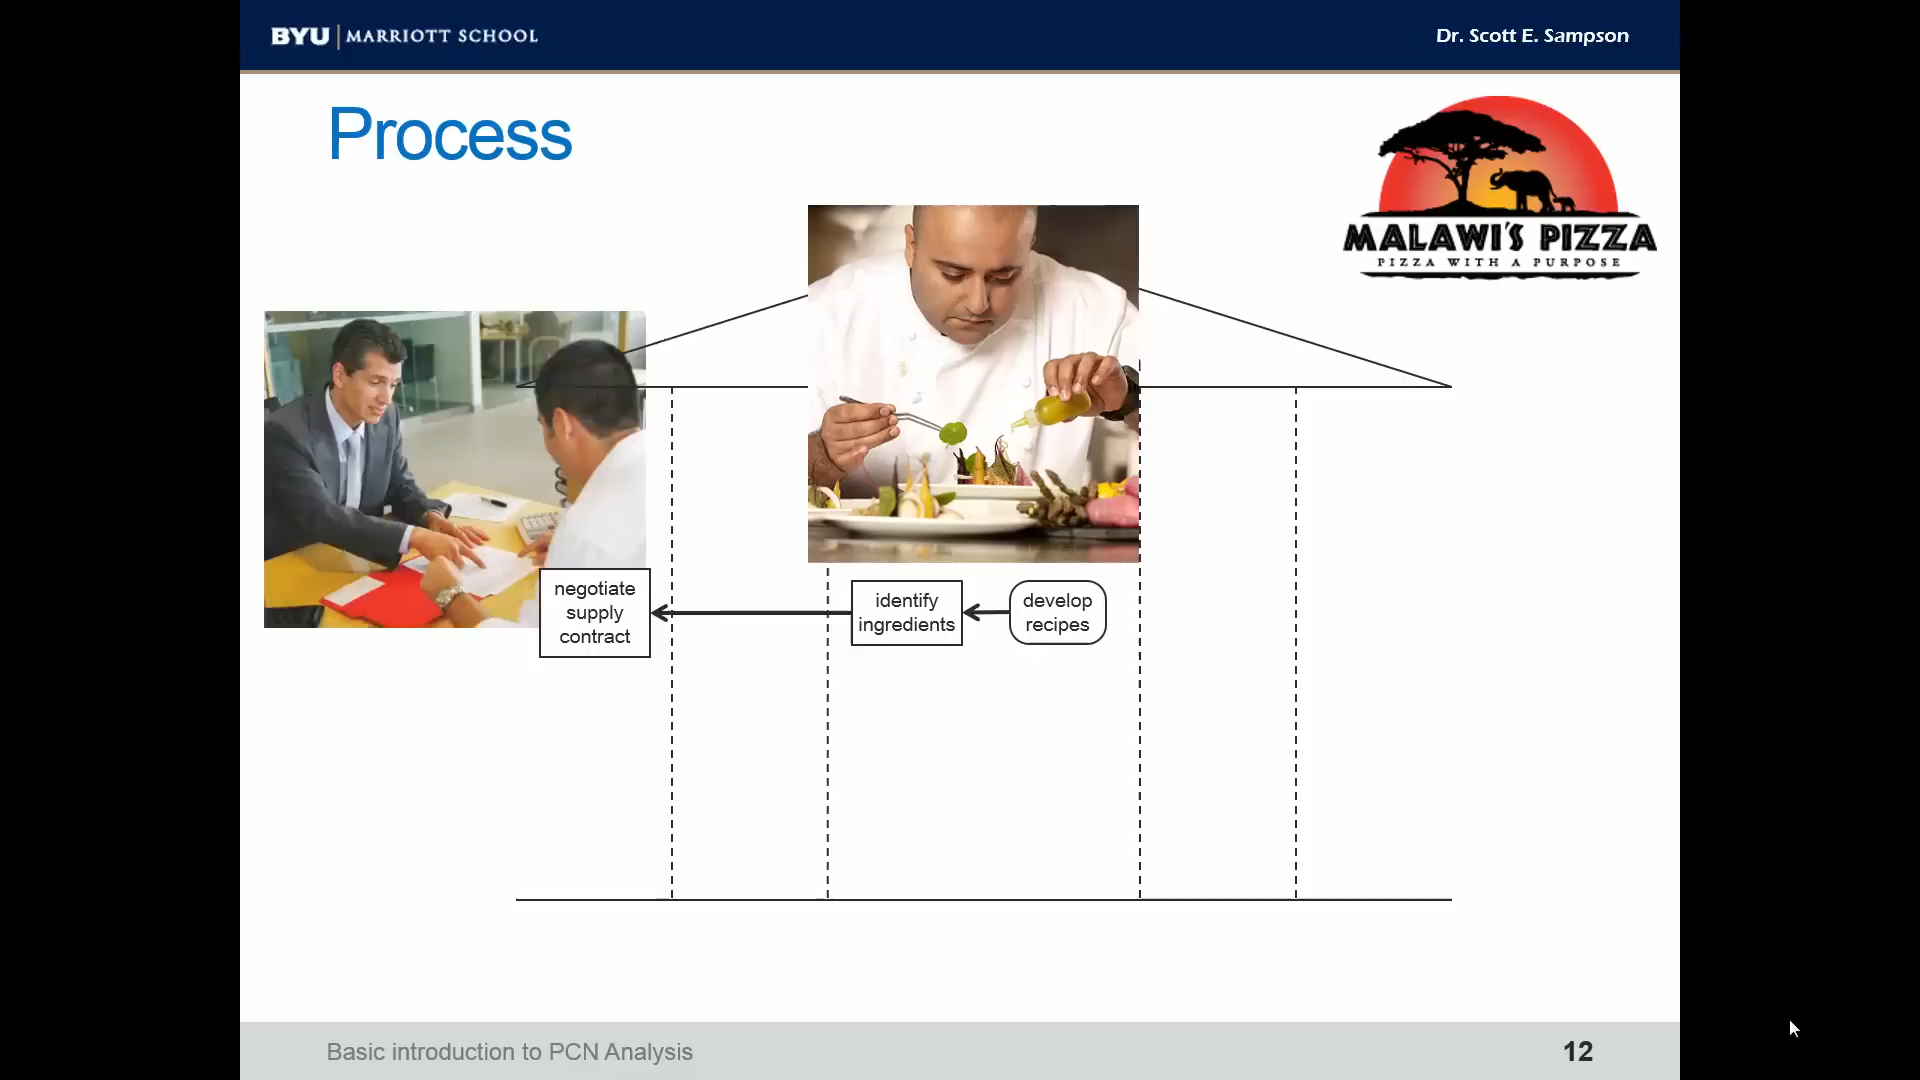 BYU | MARRIOTT SCHOOL
Dr. Scott E. Sampson
Process
MALAWI'S PIZZA
PIZZA WITH A PURPOSE
negotiate
supply
contract
identify
ingredients
develop
recipes
Basic introduction to PCN Analysis
12